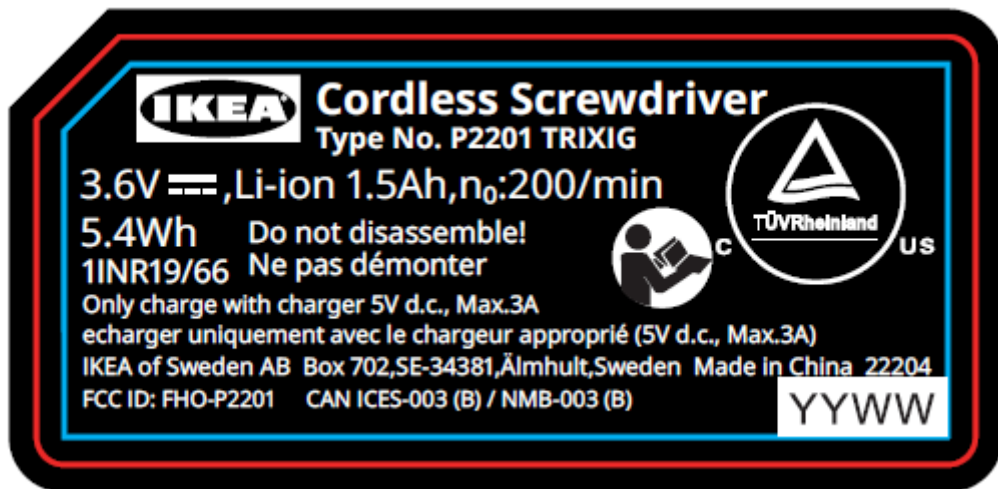 IKEA® Cordless Screwdriver
Type No. P2201 TRIXIG
3.6V ⎓,Li-ion 1.5Ah,n₀:200/min
5.4Wh
Do not disassemble!
1INR19/66
Ne pas démonter
TÜVRheinland
C US
Only charge with charger 5V d.c., Max.3A
echarger uniquement avec le chargeur approprié (5V d.c., Max.3A)
IKEA of Sweden AB Box 702,SE-34381,Älmhult,Sweden Made in China 22204
FCC ID: FHO-P2201 CAN ICES-003 (B) / NMB-003 (B)
YYWW